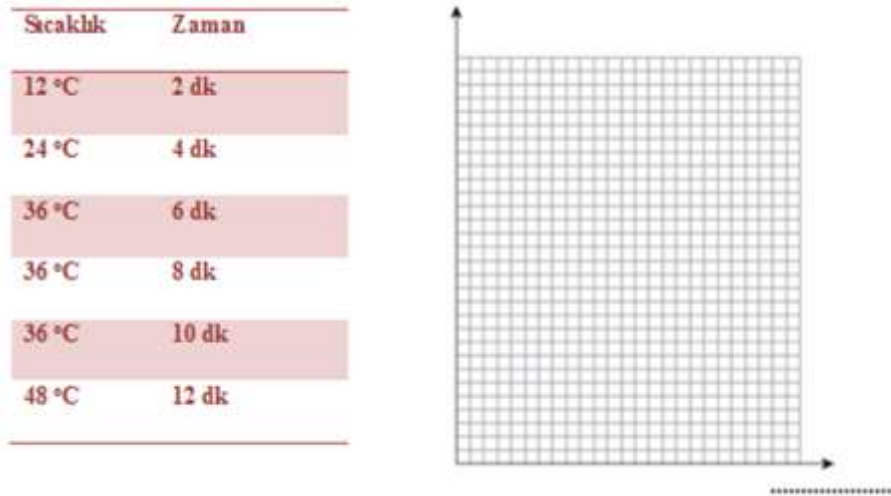 Sıcaklık Zaman
12 °C 2 dk
24 °C 4 dk
36 °C 6 dk
36 °C 8 dk
36 °C 10 dk
48 °C 12 dk